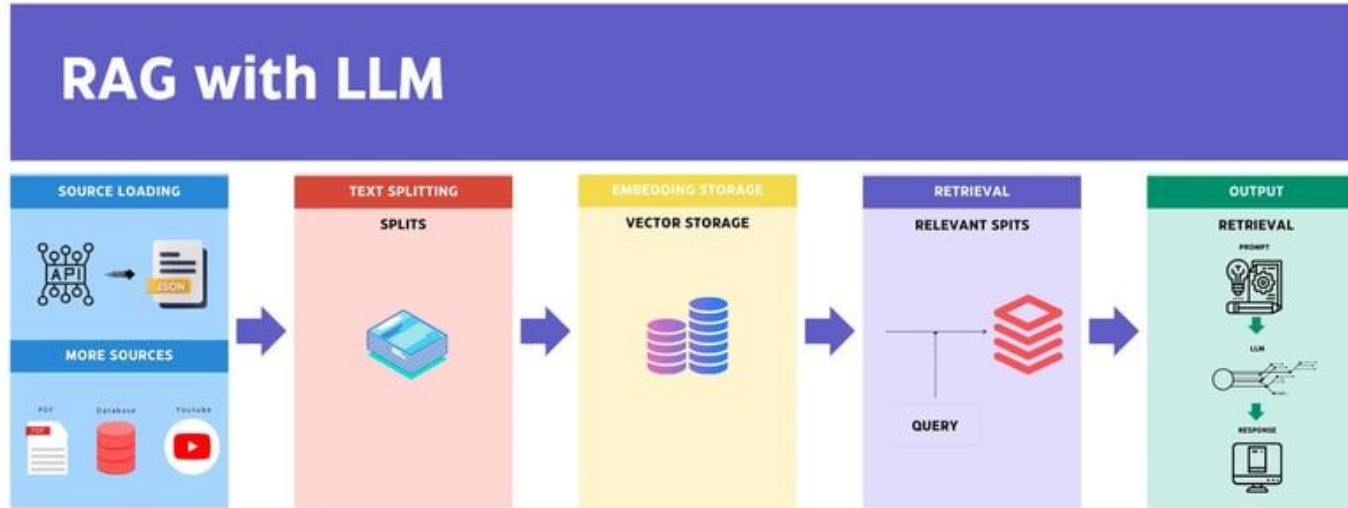 RAG with LLM
SOURCE LOADING
API
JSON
MORE SOURCES
PDF
Database
Youtube
PDF
TEXT SPLITTING
SPLITS
EMBEDDING STORAGE
VECTOR STORAGE
RETRIEVAL
RELEVANT SPITS
QUERY
OUTPUT
RETRIEVAL
PROMPT
LLM
RESPONSE